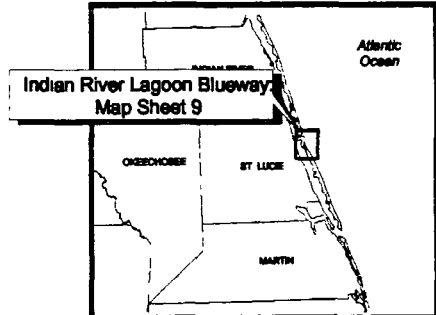 Atlantic
Ocean
INDIAN RIVER
Indian River Lagoon Blueway
Map Sheet 9
OKEECHOBEE
ST LUCIE
MARTIN